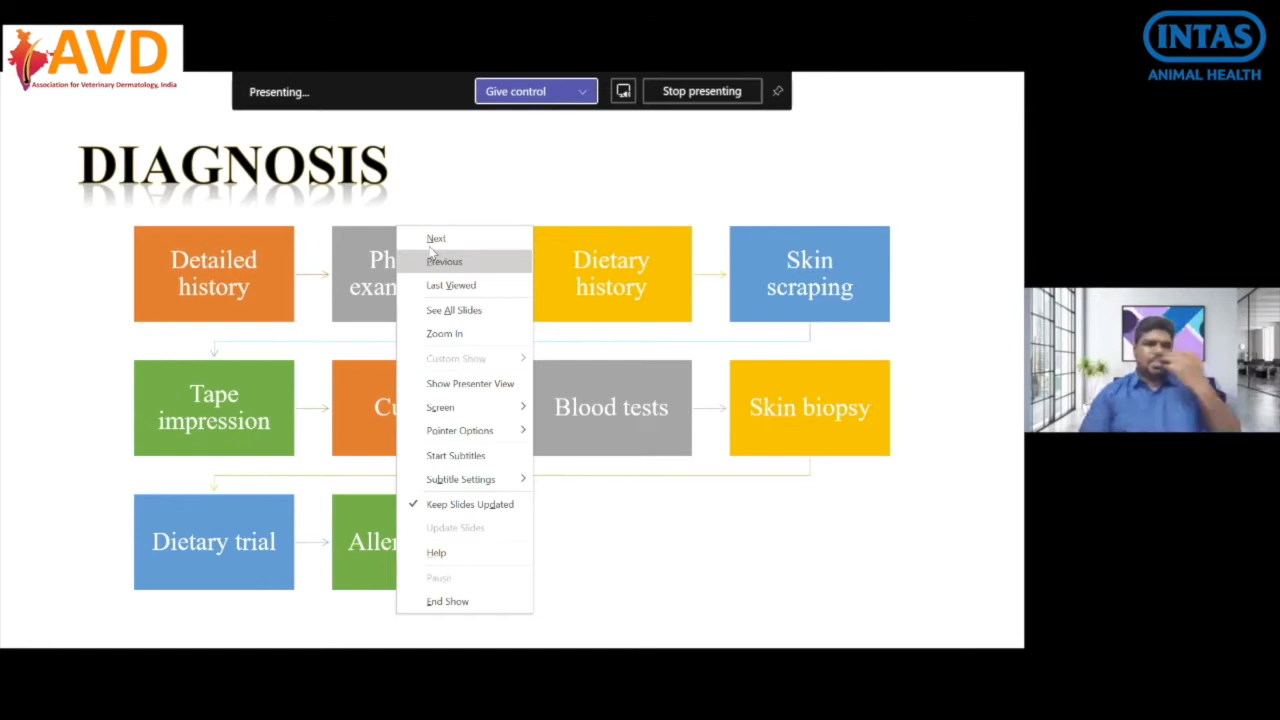 AVD
Association for Veterinary Dermatology, India
INTAS
ANIMAL HEALTH
Presenting...
Give control
Stop presenting
DIAGNOSIS
Detailed
history
Ph
exam
Dietary
history
Skin
scraping
Tape
impression
Cu
Blood tests
Skin biopsy
Dietary trial
Aller
Next
Previous
Last Viewed
See All Slides
Zoom In
Custom Show
Show Presenter View
Screen
Pointer Options
Start Subtitles
Subtitle Settings
Keep Slides Updated
Update Slides
Help
Pause
End Show